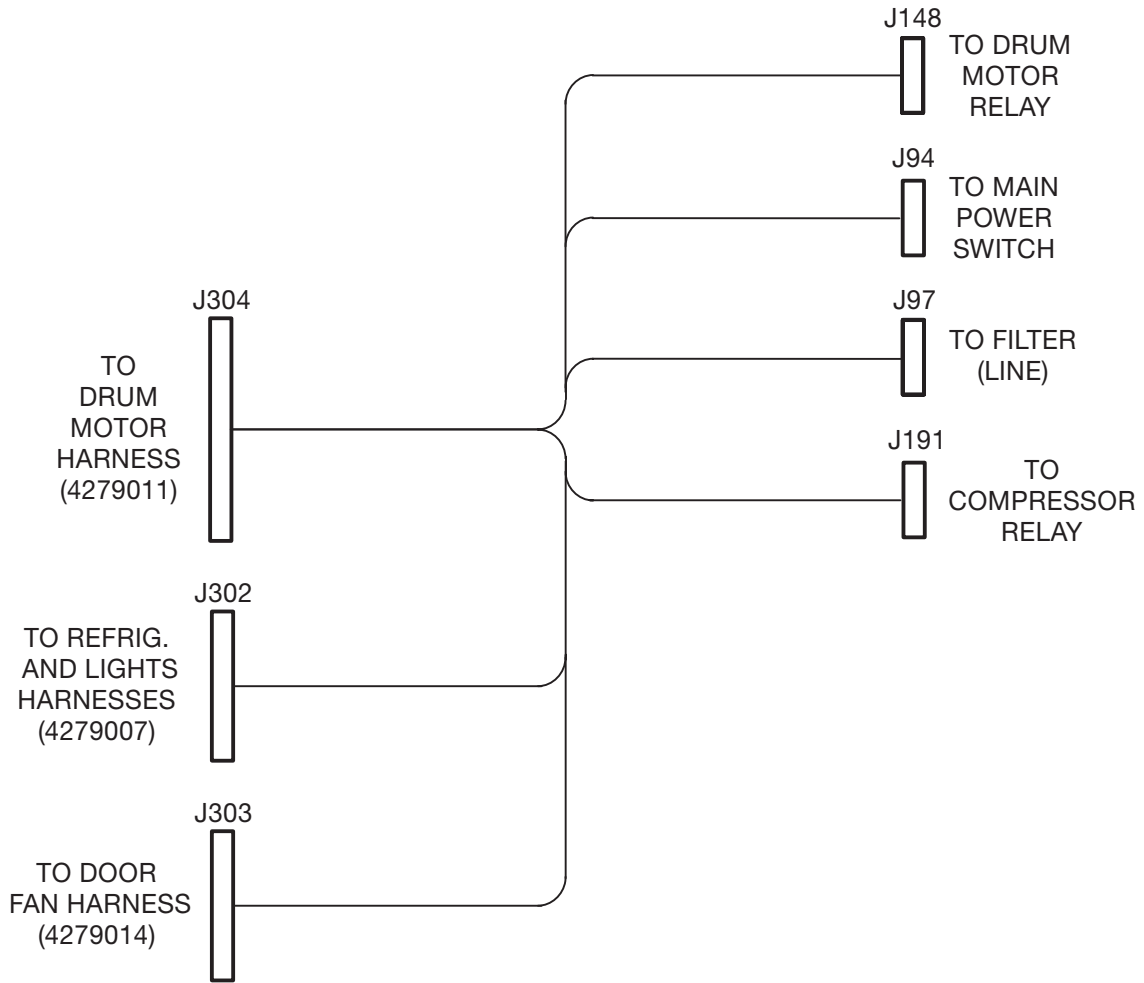 J148
TO DRUM
MOTOR
RELAY
J94
TO MAIN
POWER
SWITCH
J304
TO
DRUM
MOTOR
HARNESS
(4279011)
J97
TO FILTER
(LINE)
J191
TO
COMPRESSOR
RELAY
J302
TO REFRIG.
AND LIGHTS
HARNESSES
(4279007)
J303
TO DOOR
FAN HARNESS
(4279014)